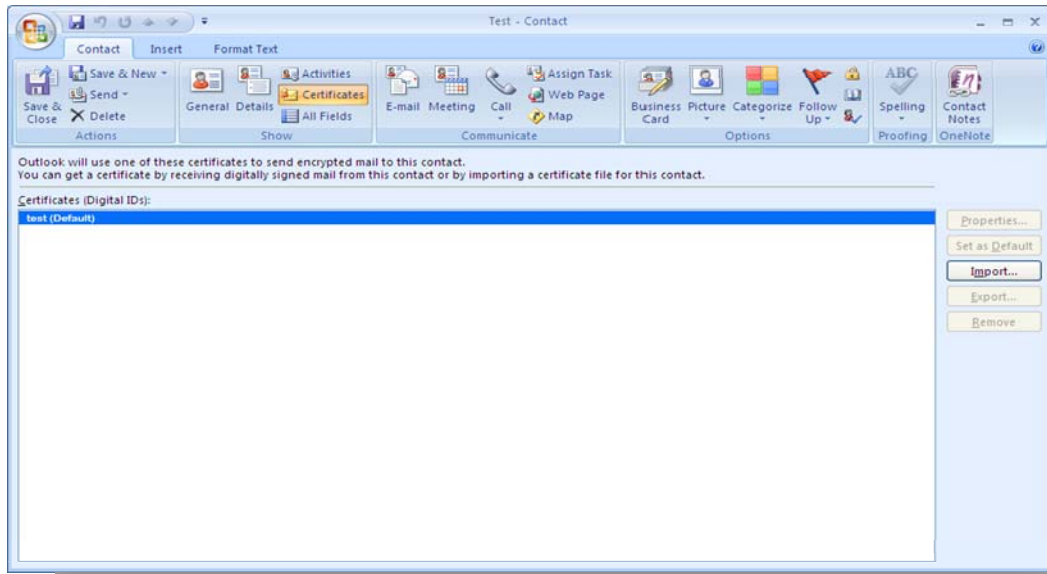 Test - Contact
Contact Insert Format Text
Save & Close
Save & New
Send
Delete
Actions
General
Details
Activities
Certificates
All Fields
Show
E-mail
Meeting
Call
Assign Task
Web Page
Map
Communicate
Business Card
Picture
Categorize
Follow Up
Options
ABC
Spelling
Proofing
Contact Notes
OneNote
Outlook will use one of these certificates to send encrypted mail to this contact.
You can get a certificate by receiving digitally signed mail from this contact or by importing a certificate file for this contact.
Certificates (Digital IDs):
test (Default)
Properties...
Set as Default
Import...
Export...
Remove